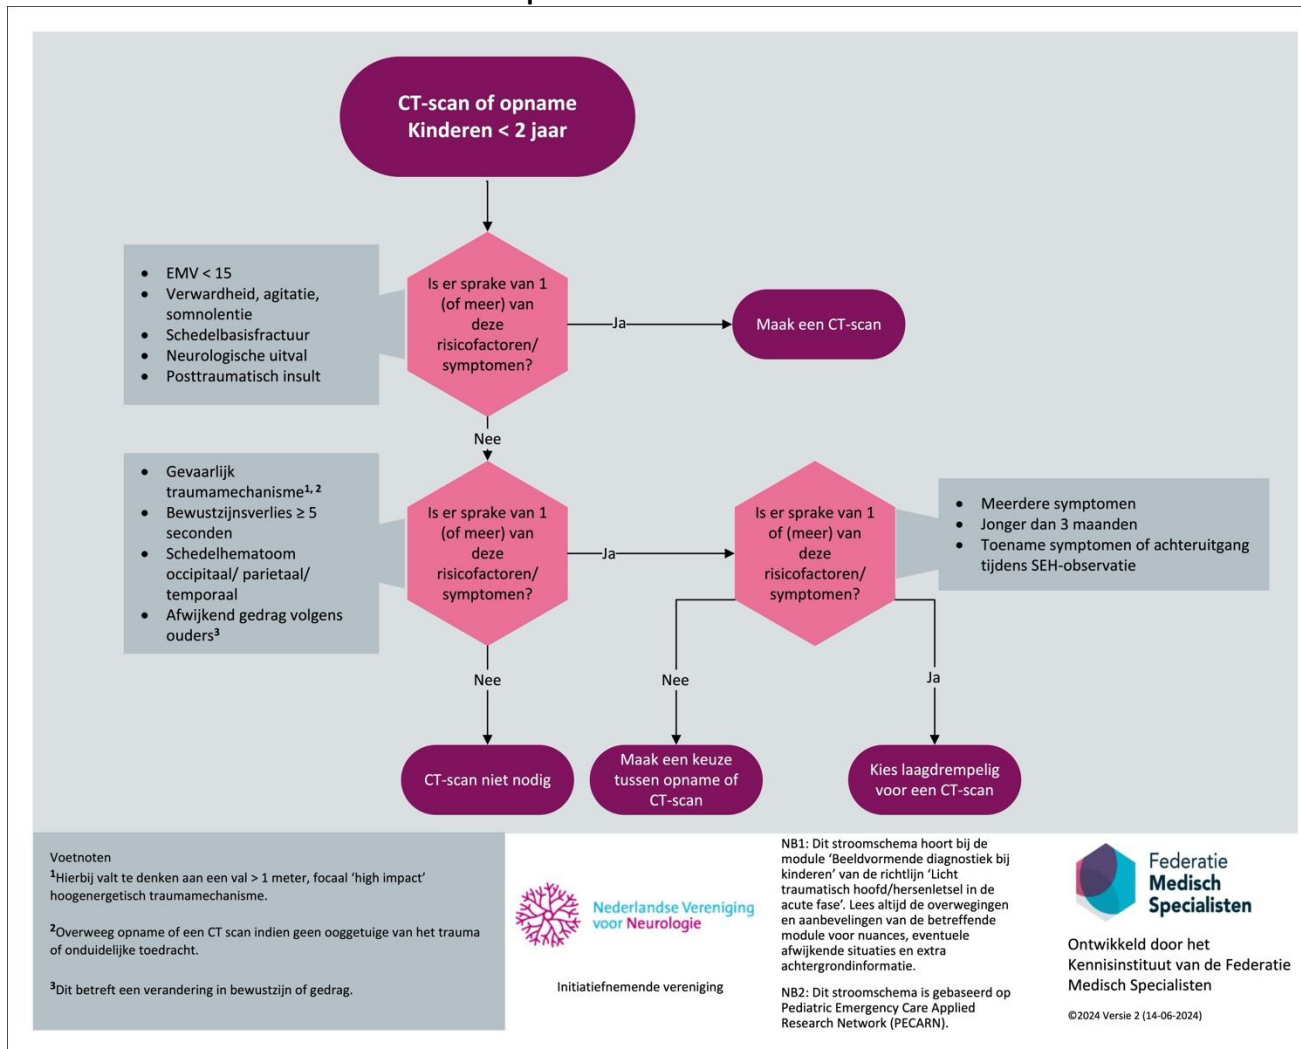 CT-scan of opname
Kinderen < 2 jaar
• EMV < 15
• Verwardheid, agitatie,
somnolentie
• Schedelbasisfractuur
• Neurologische uitval
• Posttraumatisch insult
Is er sprake van 1
(of meer) van
deze
risicofactoren/
symptomen?
Ja
Maak een CT-scan
Nee
• Gevaarlijk
traumamechanisme1, 2
• Bewustzijnsverlies ≥ 5
seconden
• Schedelhematoom
occipitaal/ parietaal/
temporaal
• Afwijkend gedrag volgens
ouders3
Is er sprake van 1
(of meer) van
deze
risicofactoren/
symptomen?
Ja
Is er sprake van 1
of (meer) van
deze
risicofactoren/
symptomen?
• Meerdere symptomen
• Jonger dan 3 maanden
• Toename symptomen of achteruitgang
tijdens SEH-observatie
Nee
Nee
Ja
CT-scan niet nodig
Maak een keuze
tussen opname of
CT-scan
Kies laagdrempelig
voor een CT-scan
Voetnoten
1Hierbij valt te denken aan een val > 1 meter, focaal ‘high impact’
hoogenergetisch traumamechanisme.
2Overweeg opname of een CT scan indien geen ooggetuige van het trauma
of onduidelijke toedracht.
3Dit betreft een verandering in bewustzijn of gedrag.
Nederlandse Vereniging
voor Neurologie
Initiatiefnemende vereniging
NB1: Dit stroomschema hoort bij de
module ‘Beeldvormende diagnostiek bij
kinderen’ van de richtlijn ‘Licht
traumatisch hoofd/hersenletsel in de
acute fase’. Lees altijd de overwegingen
en aanbevelingen van de betreffende
module voor nuances, eventuele
afwijkende situaties en extra
achtergrondinformatie.
NB2: Dit stroomschema is gebaseerd op
Pediatric Emergency Care Applied
Research Network (PECARN).
Federatie
Medisch
Specialisten
Ontwikkeld door het
Kennisinstituut van de Federatie
Medisch Specialisten
©2024 Versie 2 (14-06-2024)